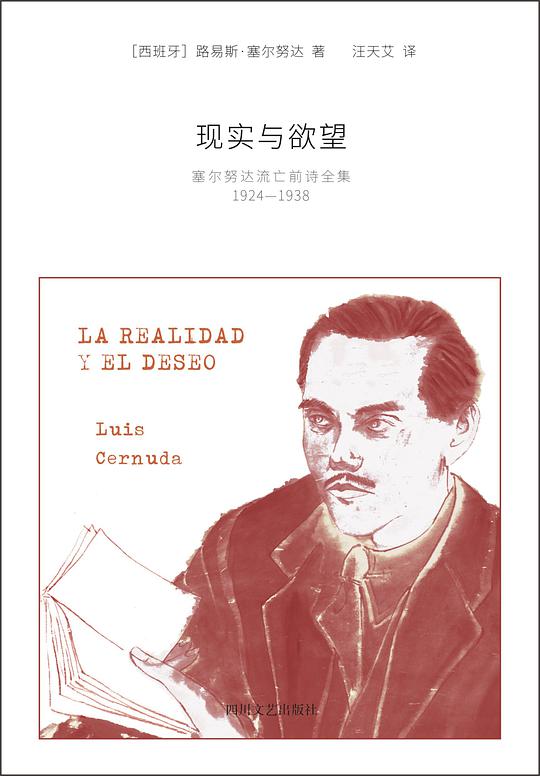 [西班牙] 路易斯·塞尔努达 著 汪天艾 译
现实与欲望
塞尔努达流亡前诗全集
1924—1938
LA REALIDAD
Y EL DESEO
Luis
Cernuda
四川文艺出版社